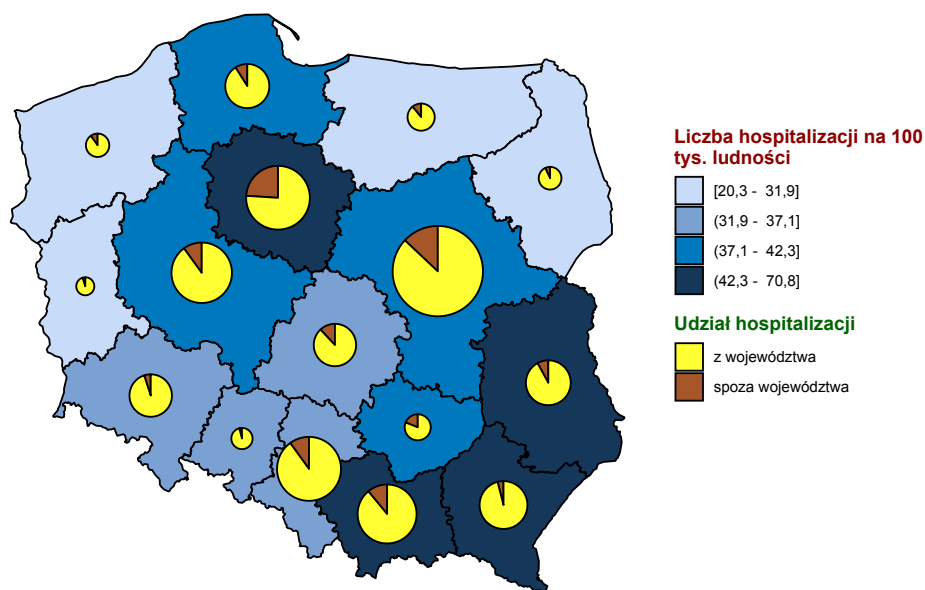 Liczba hospitalizacji na 100
tys. ludności
[20,3 - 31,9]
(31,9 - 37,1]
(37,1 - 42,3]
(42,3 - 70,8]
Udział hospitalizacji
z województwa
spoza województwa